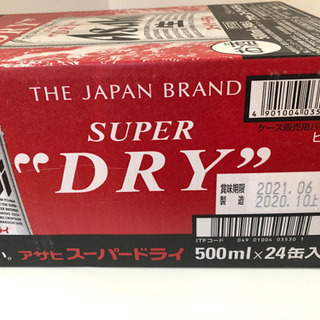 THE JAPAN BRAND
SUPER
"DRY"
4 901004 035
ケース販売用バ
賞味期限 2021.06
製造 2020.10上
ITFコード 049 01004 03530 1
い。アサヒスーパードライ 500ml×24缶入